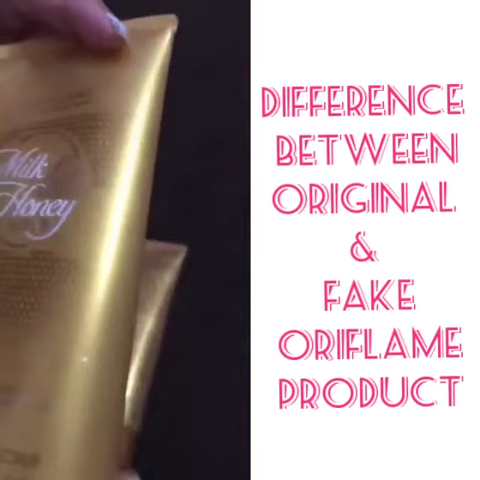 Milk
Honey
DIFFERENCE
BETWEEN
ORIGINAL
&
FAKE
ORIFLAME
PRODUCT